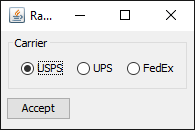 Ra...
Carrier
USPS UPS FedEx
Accept